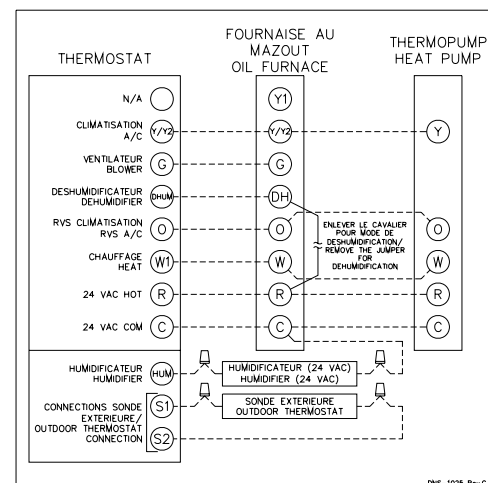 THERMOSTAT
FOURNAISE AU
MAZOUT
OIL FURNACE
THERMOPUMP
HEAT PUMP
N/A
Y1
CLIMATISATION
A/C
Y/Y2
Y/Y2
Y
VENTILATEUR
BLOWER
G
G
DESHUMIDIFICATEUR
DEHUMIDIFIER
DHUM
DH
RVS CLIMATISATION
RVS A/C
O
O
O
ENLEVER LE CAVALIER
POUR MODE DE
DESHUMIDIFICATION/
REMOVE THE JUMPER
FOR
DEHUMIDIFICATION
CHAUFFAGE
HEAT
W1
W
W
24 VAC HOT
R
R
R
24 VAC COM
C
C
C
HUMIDIFICATEUR
HUMIDIFIER
HUM
HUMIDIFICATEUR (24 VAC)
HUMIDIFIER (24 VAC)
CONNECTIONS SONDE
EXTERIEURE/
OUTDOOR THERMOSTAT
CONNECTION
S1
S2
SONDE EXTERIEURE
OUTDOOR THERMOSTAT
DNS-1025 Rev.C